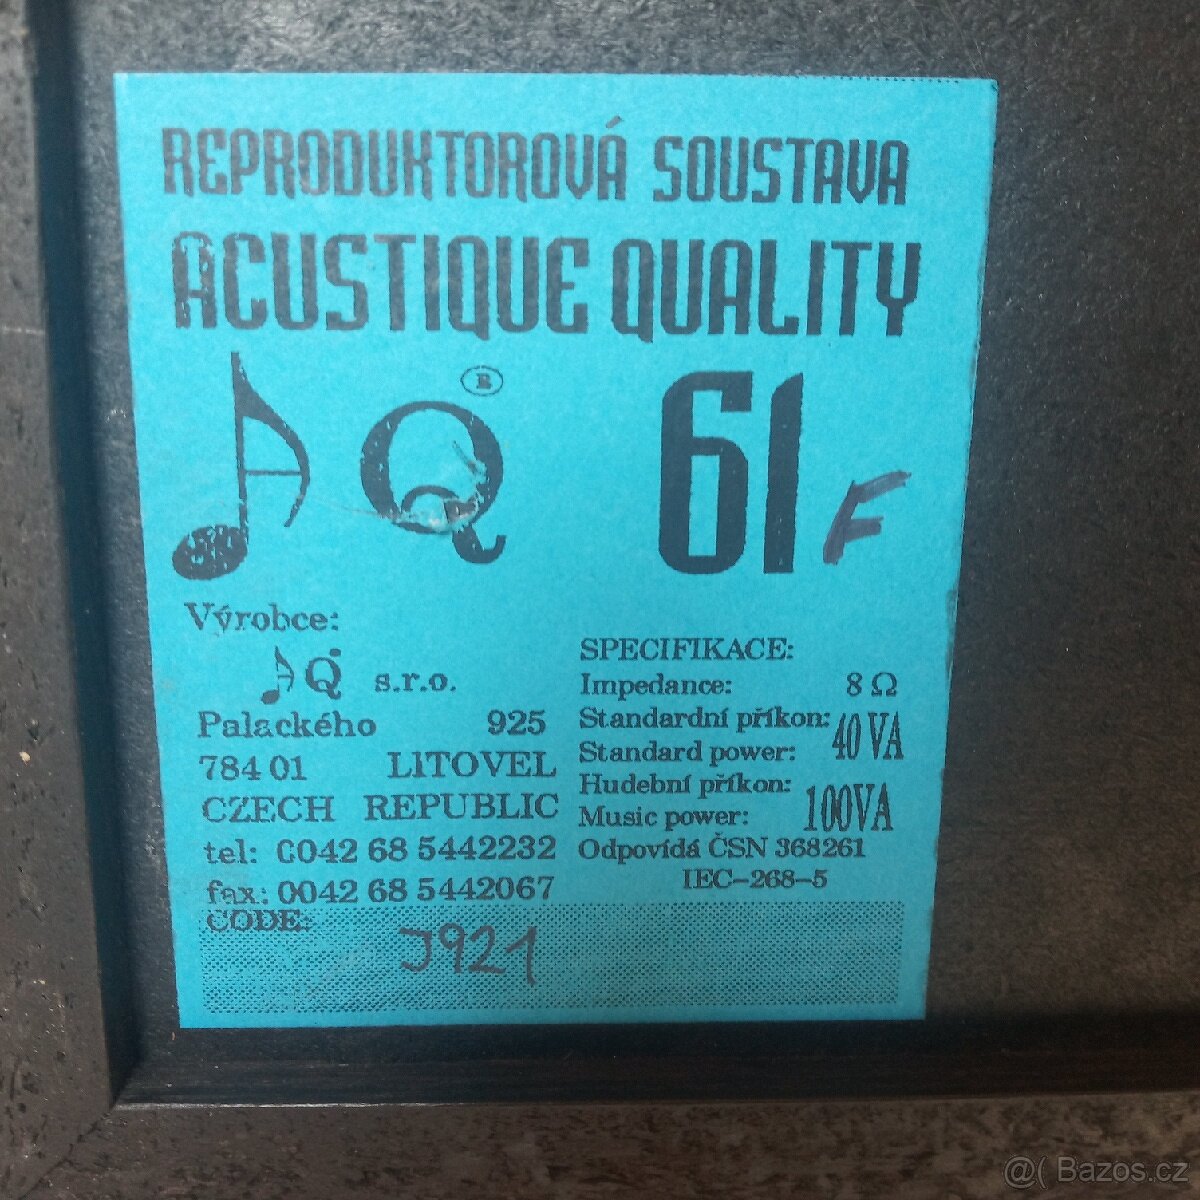 REPRODUKTOROVÁ SOUSTAVA
ACUSTIQUE QUALITY
AQ ® 61 F
Výrobce:
AQ s.r.o.
Palackého 925
784 01 LITOVEL
CZECH REPUBLIC
tel: 0042 68 5442232
fax: 0042 68 5442067
SPECIFIKACE:
Impedance: 8 Ω
Standardní příkon:
Standard power: 40 VA
Hudební příkon:
Music power: 100VA
Odpovídá ČSN 368261
IEC-268-5
CODE:
J921
@( Bazos.cz